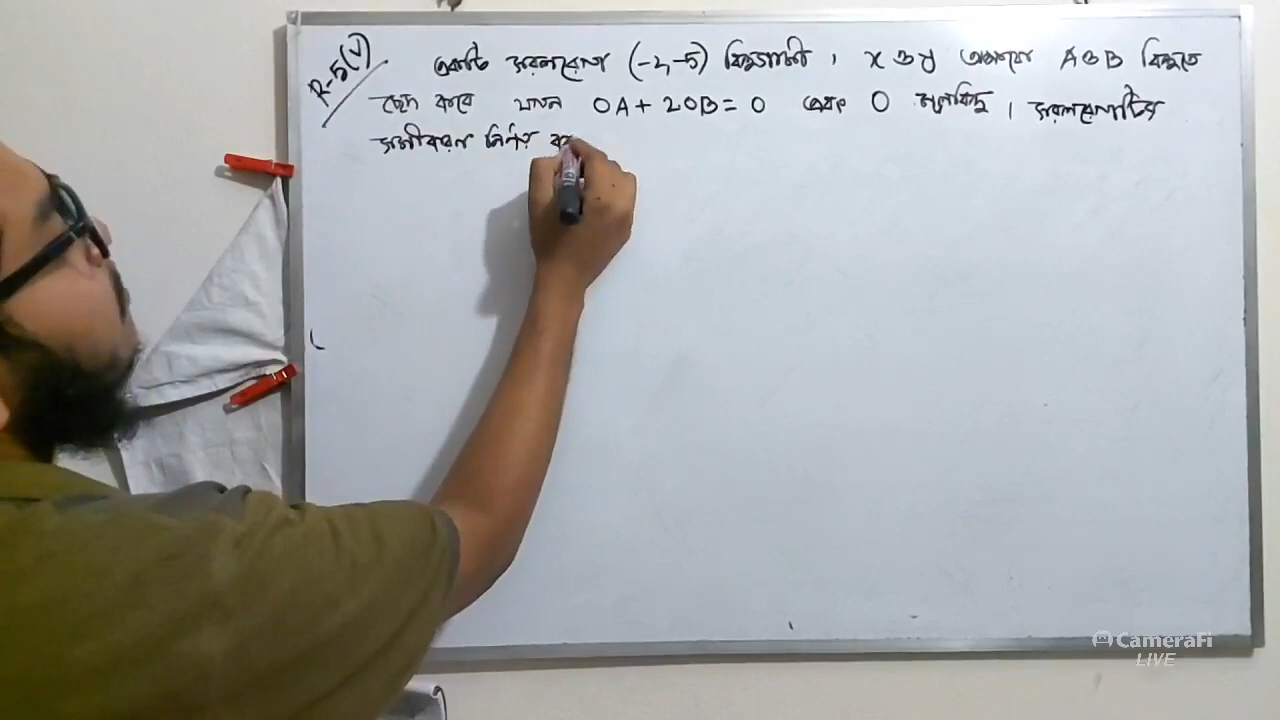 R-5(V)
একটি সরলরেখা (-2,-5) বিন্দুগামী, x ও y অক্ষকে A ও B বিন্দুতে
ছেদ করে যেন OA + 2OB = 0 এবং O মূলবিন্দু। সরলরেখাটির
সমীকরণ নির্ণয় কর
CameraFi
LIVE